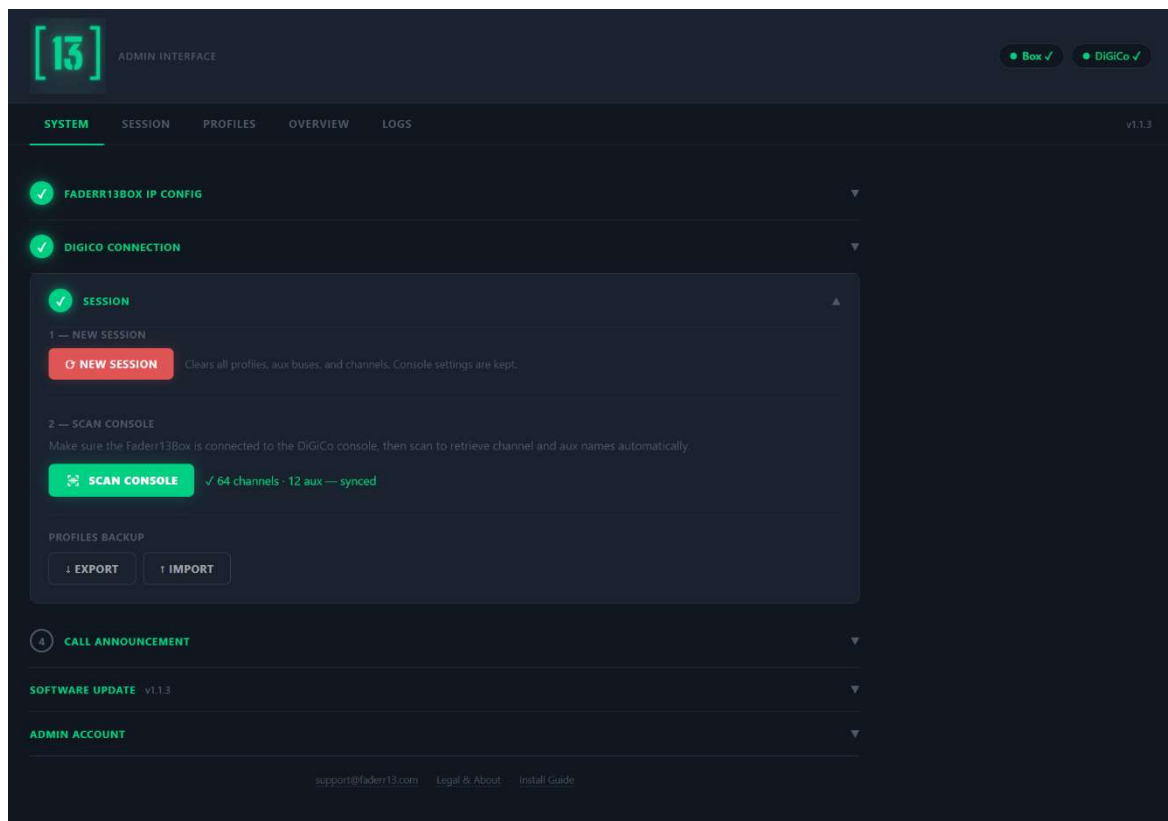 [13] ADMIN INTERFACE
Box ✓ DiGiCo ✓
SYSTEM SESSION PROFILES OVERVIEW LOGS v1.1.3
✓ FADERR13BOX IP CONFIG ▼
✓ DIGICO CONNECTION ▼
✓ SESSION ▲
1 — NEW SESSION
⟳ NEW SESSION Clears all profiles, aux buses, and channels. Console settings are kept.
2 — SCAN CONSOLE
Make sure the Faderr13Box is connected to the DiGiCo console, then scan to retrieve channel and aux names automatically.
SCAN CONSOLE ✓ 64 channels · 12 aux — synced
PROFILES BACKUP
↓ EXPORT ↑ IMPORT
4 CALL ANNOUNCEMENT ▼
SOFTWARE UPDATE v1.1.3 ▼
ADMIN ACCOUNT ▼
support@faderr13.com Legal & About Install Guide